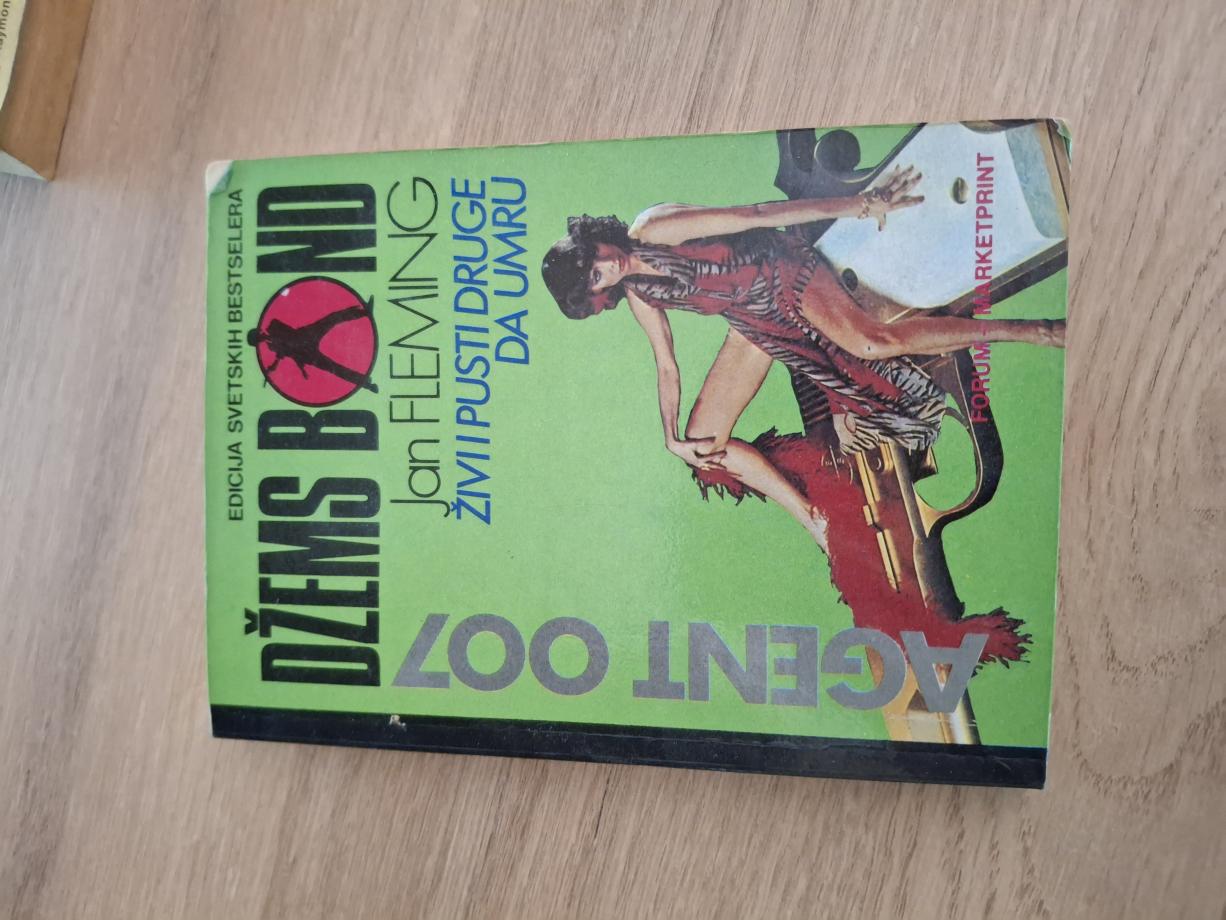 EDICIJA SVETSKIH BESTSELERA
DŽEMS BOND
Jan FLEMING
ŽIVI I PUSTI DRUGE
DA UMRU
AGENT 007
FORUM - MARKETPRINT